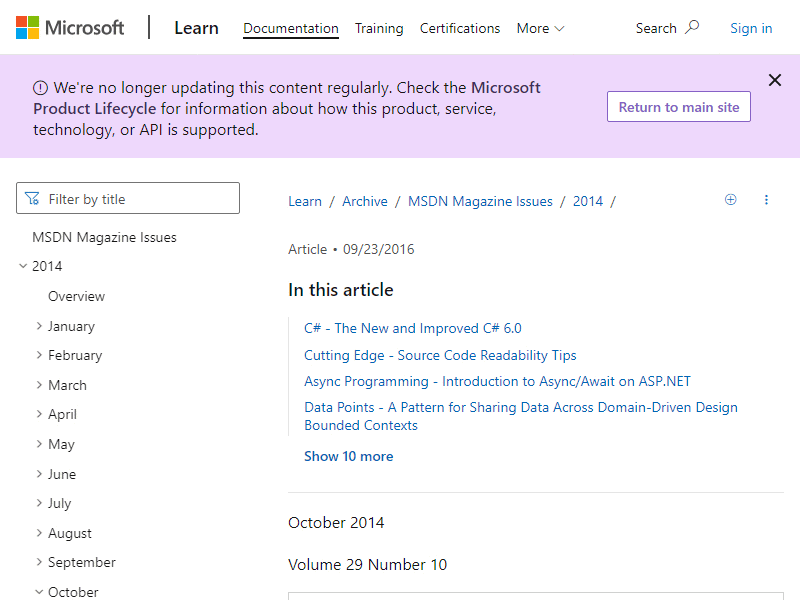 Microsoft
Learn
Documentation
Training
Certifications
More
Search
Sign in
We're no longer updating this content regularly. Check the Microsoft
Product Lifecycle for information about how this product, service,
technology, or API is supported.
Return to main site
Filter by title
MSDN Magazine Issues
2014
Overview
January
February
March
April
May
June
July
August
September
October
Learn / Archive / MSDN Magazine Issues / 2014 /
Article • 09/23/2016
In this article
C# - The New and Improved C# 6.0
Cutting Edge - Source Code Readability Tips
Async Programming - Introduction to Async/Await on ASP.NET
Data Points - A Pattern for Sharing Data Across Domain-Driven Design
Bounded Contexts
Show 10 more
October 2014
Volume 29 Number 10